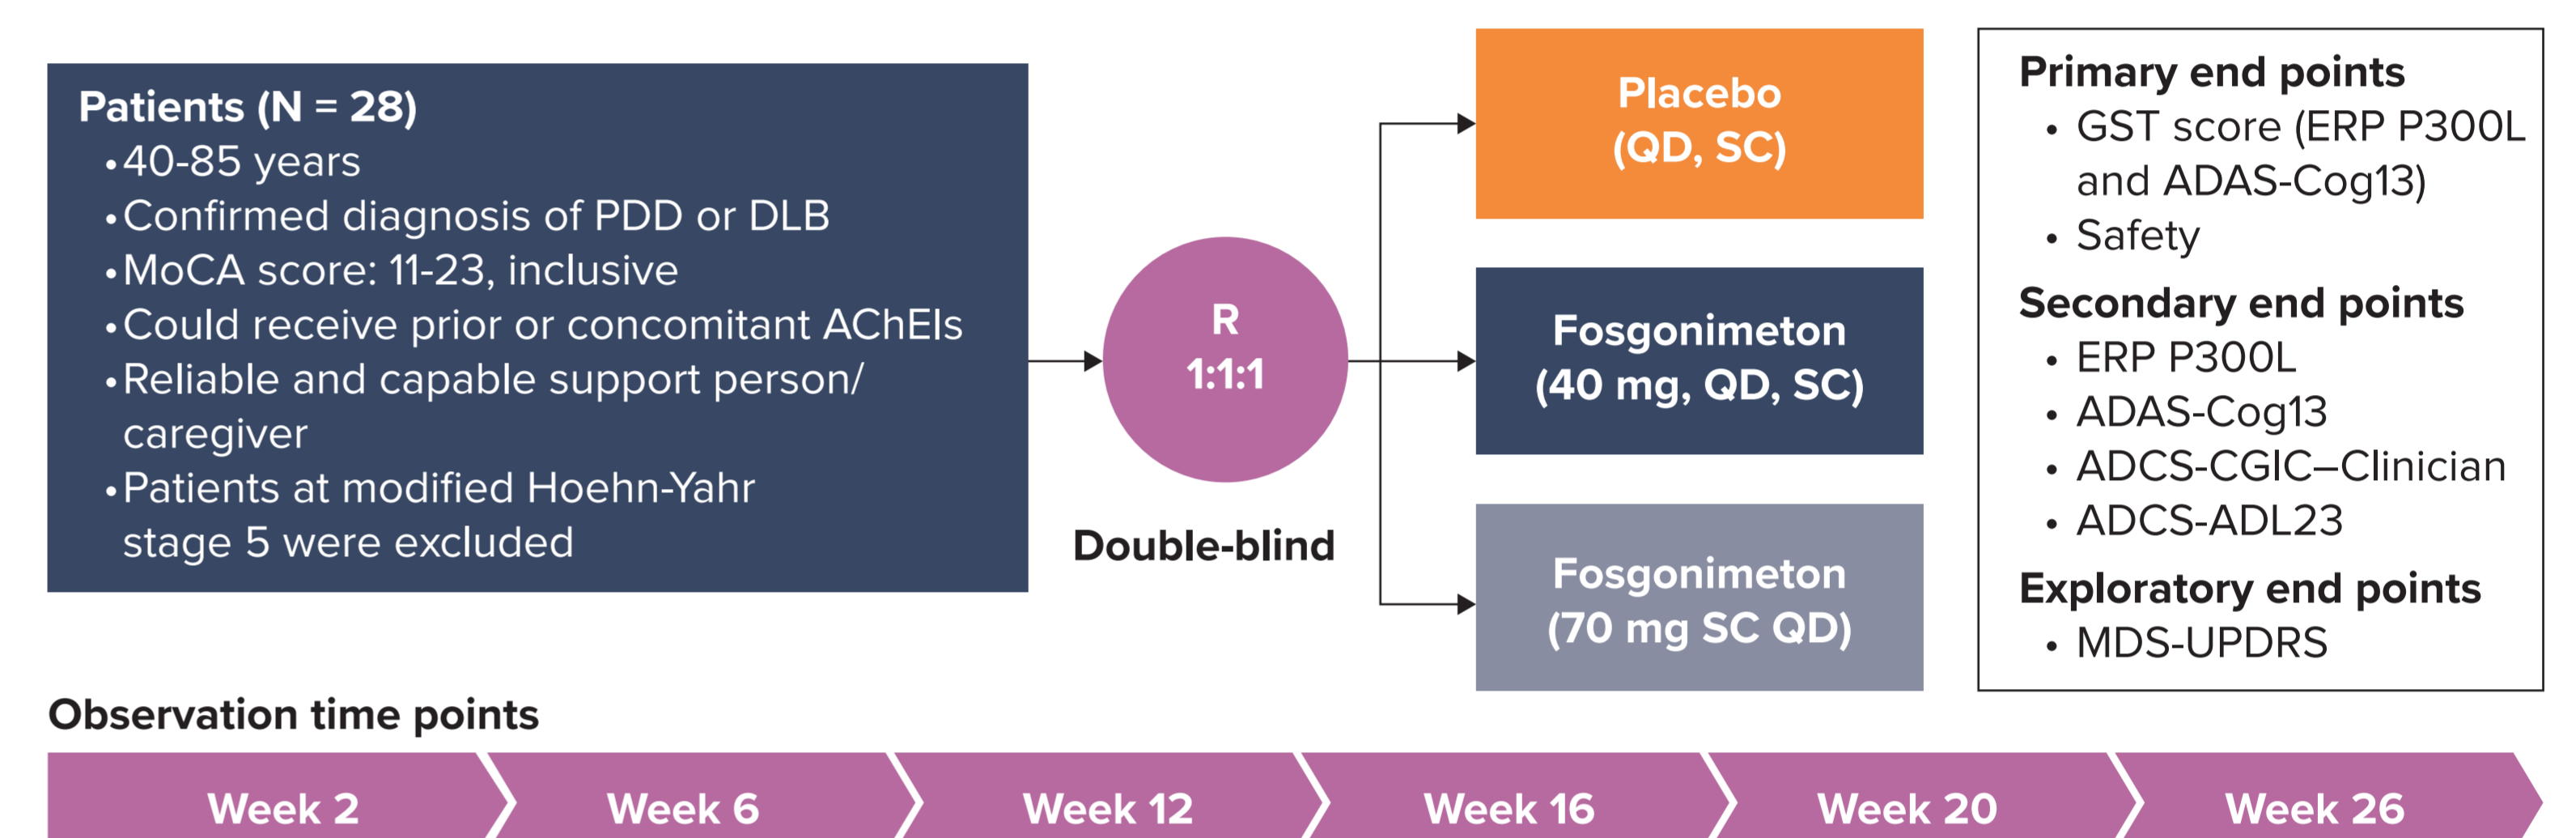 Patients (N = 28)
•40-85 years
•Confirmed diagnosis of PDD or DLB
•MoCA score: 11-23, inclusive
•Could receive prior or concomitant AChEIs
•Reliable and capable support person/
caregiver
•Patients at modified Hoehn-Yahr
stage 5 were excluded
R
1:1:1
Double-blind
Placebo
(QD, SC)
Fosgonimeton
(40 mg, QD, SC)
Fosgonimeton
(70 mg SC QD)
Primary end points
• GST score (ERP P300L
and ADAS-Cog13)
• Safety
Secondary end points
• ERP P300L
• ADAS-Cog13
• ADCS-CGIC–Clinician
• ADCS-ADL23
Exploratory end points
• MDS-UPDRS
Observation time points
Week 2
Week 6
Week 12
Week 16
Week 20
Week 26